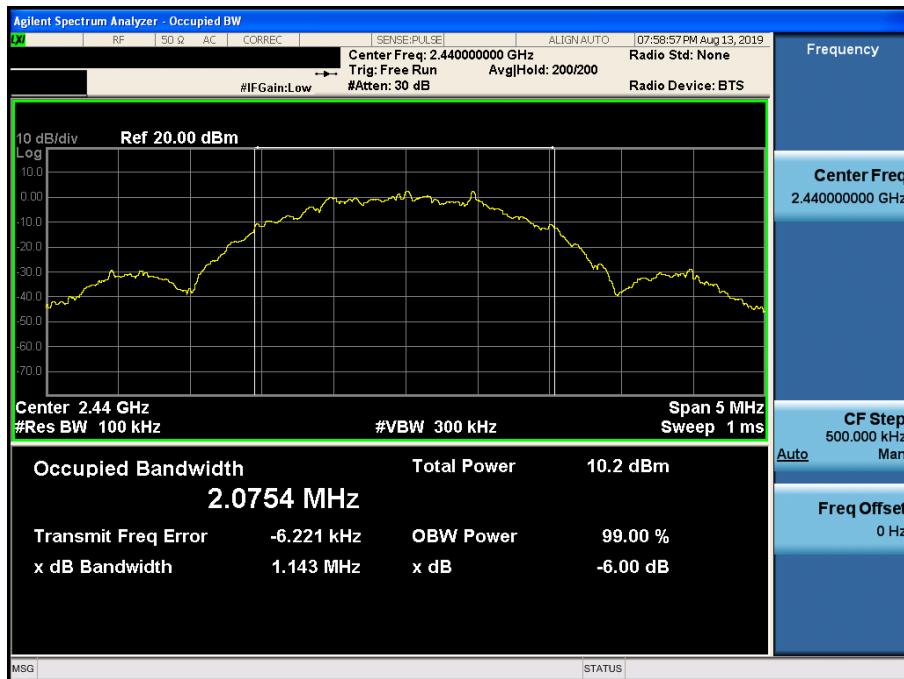 Agilent Spectrum Analyzer - Occupied BW
LXI RF 50 Ω AC CORREC SENSE:PULSE ALIGN AUTO 07:58:57 PM Aug 13, 2019
Center Freq: 2.440000000 GHz Radio Std: None
Trig: Free Run Avg|Hold: 200/200
#IFGain:Low #Atten: 30 dB Radio Device: BTS
10 dB/div Ref 20.00 dBm
Log
10.0
0.00
-10.0
-20.0
-30.0
-40.0
-50.0
-60.0
-70.0
Center 2.44 GHz Span 5 MHz
#Res BW 100 kHz #VBW 300 kHz Sweep 1 ms
Occupied Bandwidth Total Power 10.2 dBm
2.0754 MHz
Transmit Freq Error -6.221 kHz OBW Power 99.00 %
x dB Bandwidth 1.143 MHz x dB -6.00 dB
Frequency
Center Freq
2.440000000 GHz
CF Step
500.000 kHz
Auto Man
Freq Offset
0 Hz
MSG STATUS